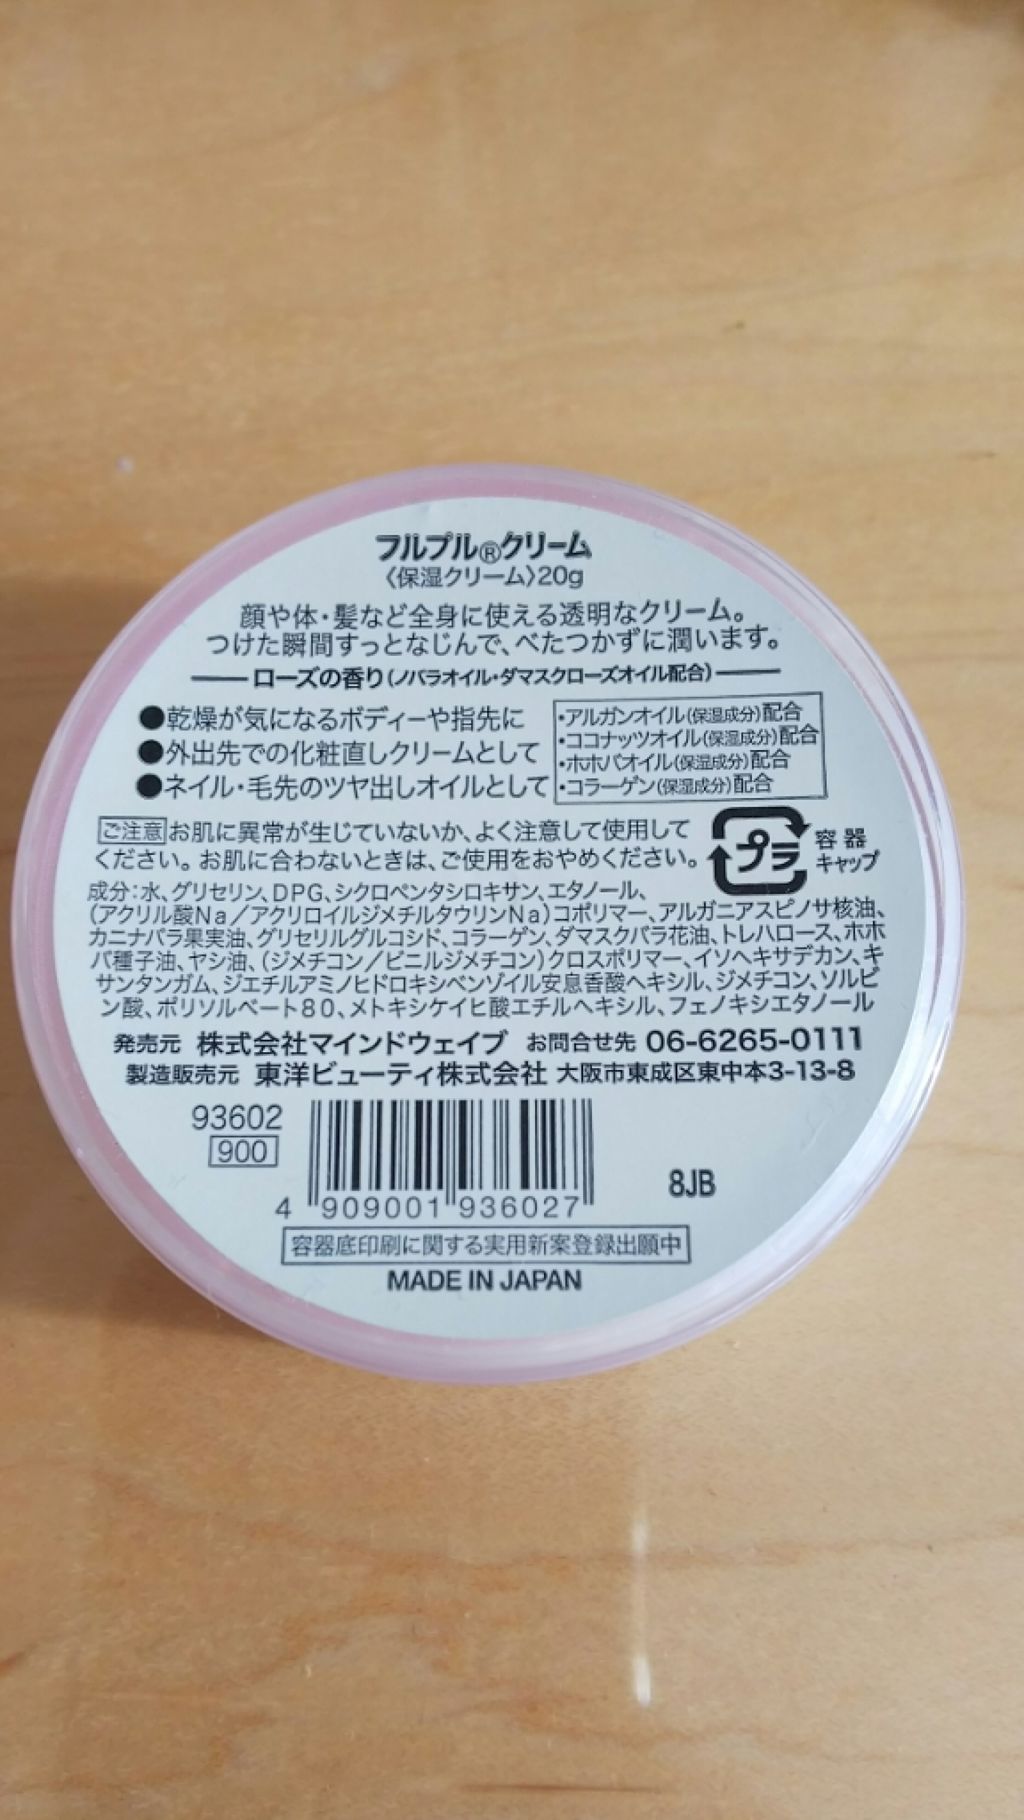 フルプル®クリーム
〈保湿クリーム〉20g
顔や体・髪など全身に使える透明なクリーム。
つけた瞬間すっとなじんで、べたつかずに潤います。
ローズの香り(ノバラオイル・ダマスクローズオイル配合)
●乾燥が気になるボディーや指先に
●外出先での化粧直しクリームとして
●ネイル・毛先のツヤ出しオイルとして
・アルガンオイル(保湿成分)配合
・ココナッツオイル(保湿成分)配合
・ホホバオイル(保湿成分)配合
・コラーゲン(保湿成分)配合
ご注意 お肌に異常が生じていないか、よく注意して使用して
ください。お肌に合わないときは、ご使用をおやめください。
プラ
容器
キャップ
成分:水、グリセリン、DPG、シクロペンタシロキサン、エタノール、
(アクリル酸Na/アクリロイルジメチルタウリンNa)コポリマー、アルガニアスピノサ核油、
カニナバラ果実油、グリセリルグルコシド、コラーゲン、ダマスクバラ花油、トレハロース、ホホ
バ種子油、ヤシ油、(ジメチコン/ビニルジメチコン)クロスポリマー、イソヘキサデカン、キ
サンタンガム、ジエチルアミノヒドロキシベンゾイル安息香酸ヘキシル、ジメチコン、ソルビ
ン酸、ポリソルベート80、メトキシケイヒ酸エチルヘキシル、フェノキシエタノール
発売元 株式会社マインドウェイブ お問合せ先 06-6265-0111
製造販売元 東洋ビューティ株式会社 大阪市東成区東中本3-13-8
93602
900
4 909001 936027
8JB
容器底印刷に関する実用新案登録出願中
MADE IN JAPAN